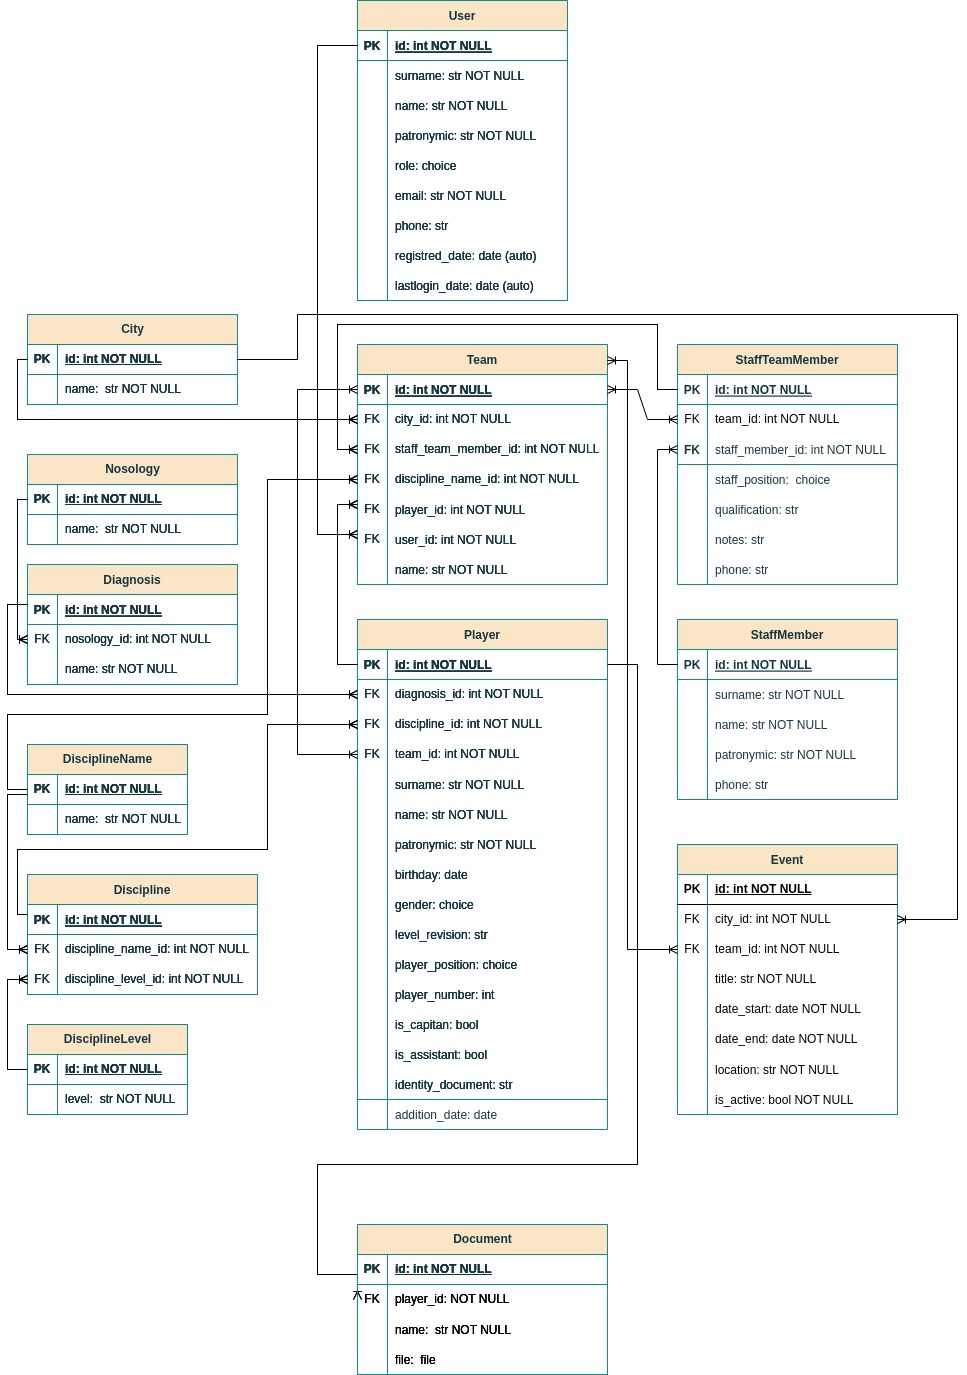 User
PK id: int NOT NULL
surname: str NOT NULL
name: str NOT NULL
patronymic: str NOT NULL
role: choice
email: str NOT NULL
phone: str
registred_date: date (auto)
lastlogin_date: date (auto)
City
PK id: int NOT NULL
name: str NOT NULL
Team
PK id: int NOT NULL
FK city_id: int NOT NULL
FK staff_team_member_id: int NOT NULL
FK discipline_name_id: int NOT NULL
FK player_id: int NOT NULL
FK user_id: int NOT NULL
name: str NOT NULL
StaffTeamMember
PK id: int NOT NULL
FK team_id: int NOT NULL
FK staff_member_id: int NOT NULL
staff_position: choice
qualification: str
notes: str
phone: str
Nosology
PK id: int NOT NULL
name: str NOT NULL
Diagnosis
PK id: int NOT NULL
FK nosology_id: int NOT NULL
name: str NOT NULL
Player
PK id: int NOT NULL
FK diagnosis_id: int NOT NULL
FK discipline_id: int NOT NULL
FK team_id: int NOT NULL
surname: str NOT NULL
name: str NOT NULL
patronymic: str NOT NULL
birthday: date
gender: choice
level_revision: str
player_position: choice
player_number: int
is_capitan: bool
is_assistant: bool
identity_document: str
addition_date: date
StaffMember
PK id: int NOT NULL
surname: str NOT NULL
name: str NOT NULL
patronymic: str NOT NULL
phone: str
DisciplineName
PK id: int NOT NULL
name: str NOT NULL
Discipline
PK id: int NOT NULL
FK discipline_name_id: int NOT NULL
FK discipline_level_id: int NOT NULL
DisciplineLevel
PK id: int NOT NULL
level: str NOT NULL
Event
PK id: int NOT NULL
FK city_id: int NOT NULL
FK team_id: int NOT NULL
title: str NOT NULL
date_start: date NOT NULL
date_end: date NOT NULL
location: str NOT NULL
is_active: bool NOT NULL
Document
PK id: int NOT NULL
FK player_id: NOT NULL
name: str NOT NULL
file: file